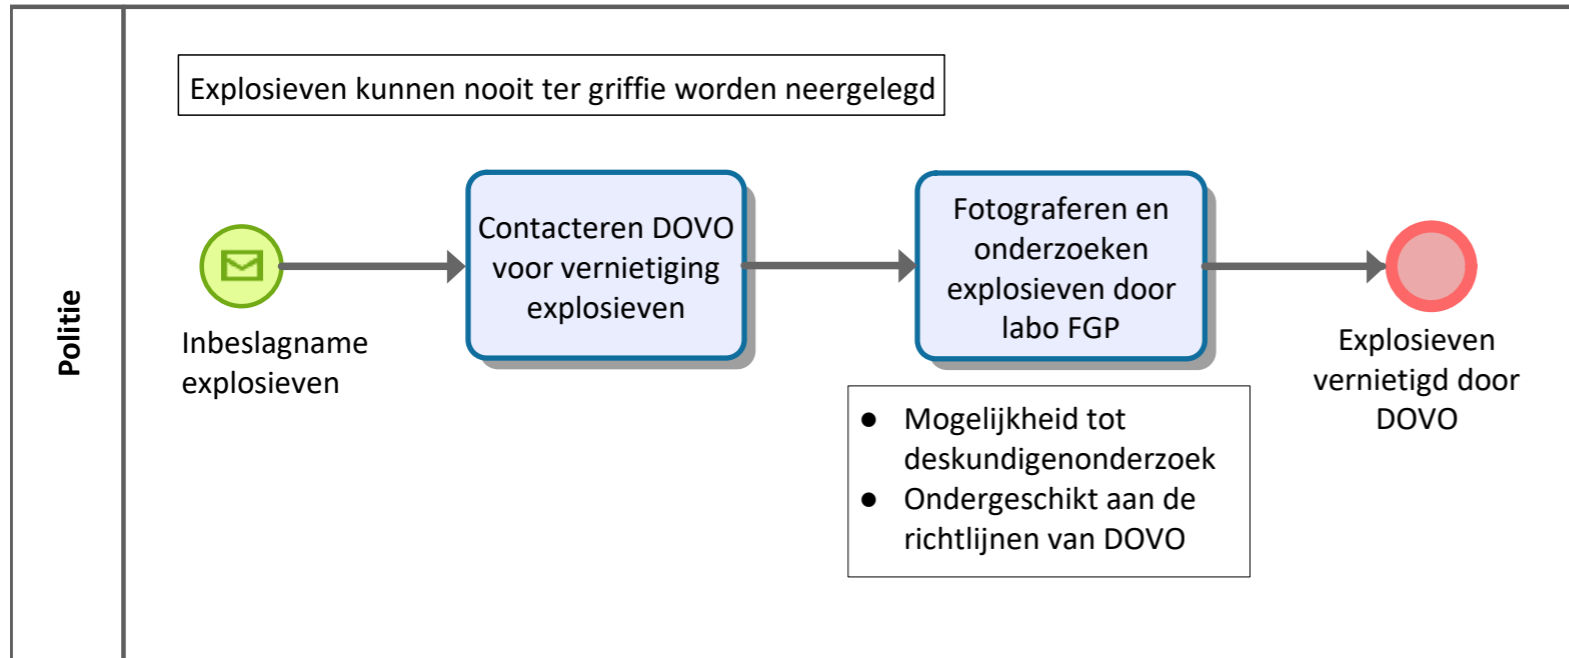 Explosieven kunnen nooit ter griffie worden neergelegd
Politie
Inbeslagname
explosieven
Contacteren DOVO
voor vernietiging
explosieven
Fotograferen en
onderzoeken
explosieven door
labo FGP
● Mogelijkheid tot
deskundigenonderzoek
● Ondergeschikt aan de
richtlijnen van DOVO
Explosieven
vernietigd door
DOVO